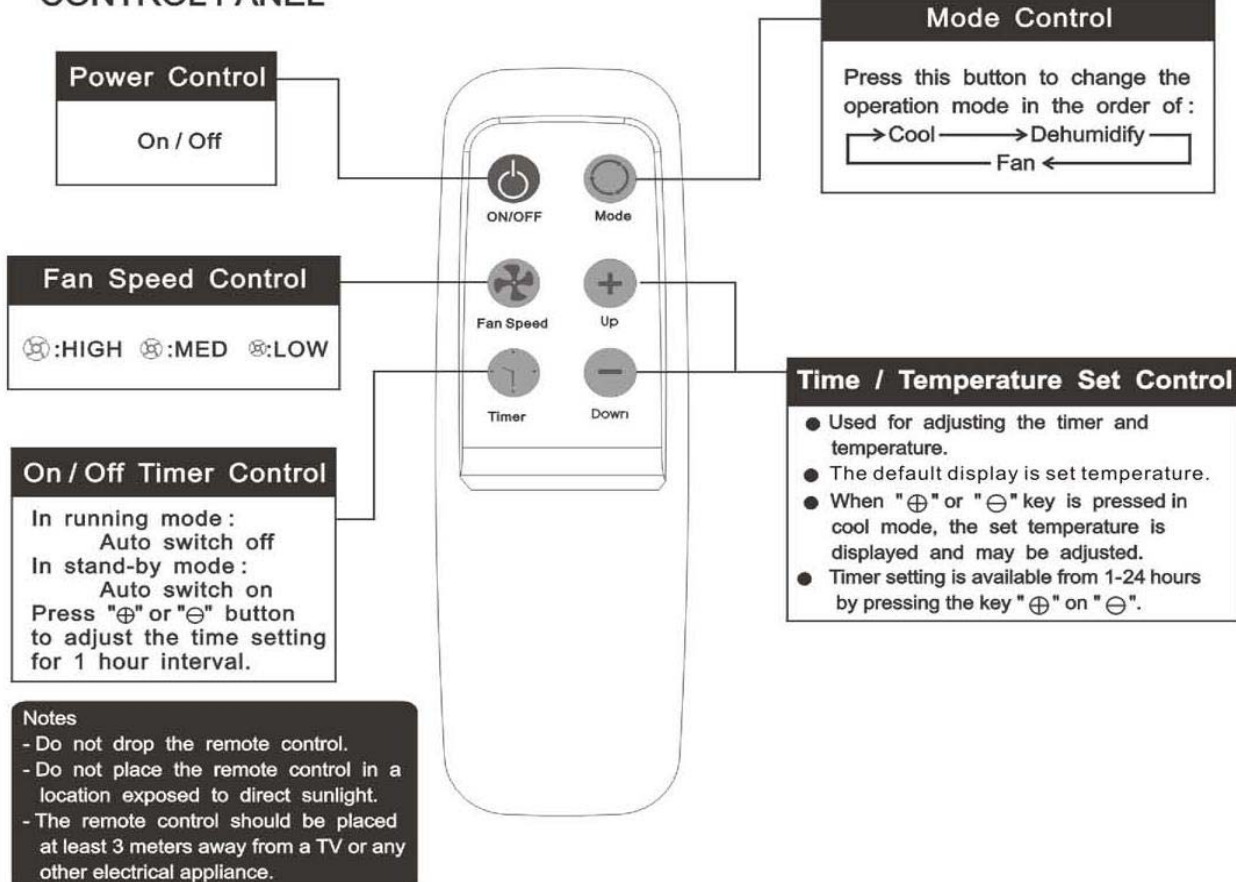 CONTROL PANEL
Power Control
On / Off
Fan Speed Control
:HIGH :MED :LOW
On / Off Timer Control
In running mode :
Auto switch off
In stand-by mode :
Auto switch on
Press "⊕" or "⊖" button
to adjust the time setting
for 1 hour interval.
Notes
- Do not drop the remote control.
- Do not place the remote control in a
location exposed to direct sunlight.
- The remote control should be placed
at least 3 meters away from a TV or any
other electrical appliance.
ON/OFF Mode
Fan Speed Up
Timer Down
Mode Control
Press this button to change the
operation mode in the order of :
Cool → Dehumidify
Fan ←
Time / Temperature Set Control
● Used for adjusting the timer and
temperature.
● The default display is set temperature.
● When "⊕" or "⊖" key is pressed in
cool mode, the set temperature is
displayed and may be adjusted.
● Timer setting is available from 1-24 hours
by pressing the key "⊕" on "⊖".